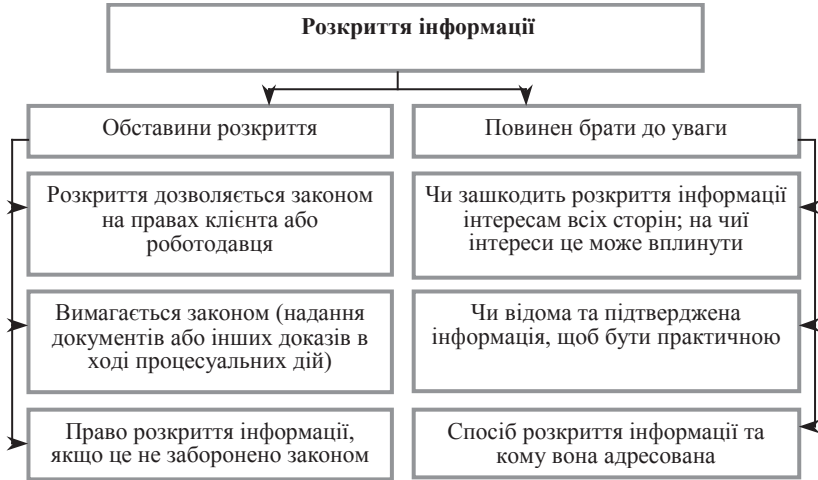 Розкриття інформації
Обставини розкриття
Повинен брати до уваги
Розкриття дозволяється законом
на правах клієнта або
роботодавця
Чи зашкодить розкриття інформації
інтересам всіх сторін; на чиї
інтереси це може вплинути
Вимагається законом (надання
документів або інших доказів в
ході процесуальних дій)
Чи відома та підтверджена
інформація, щоб бути практичною
Право розкриття інформації,
якщо це не заборонено законом
Спосіб розкриття інформації та
кому вона адресована